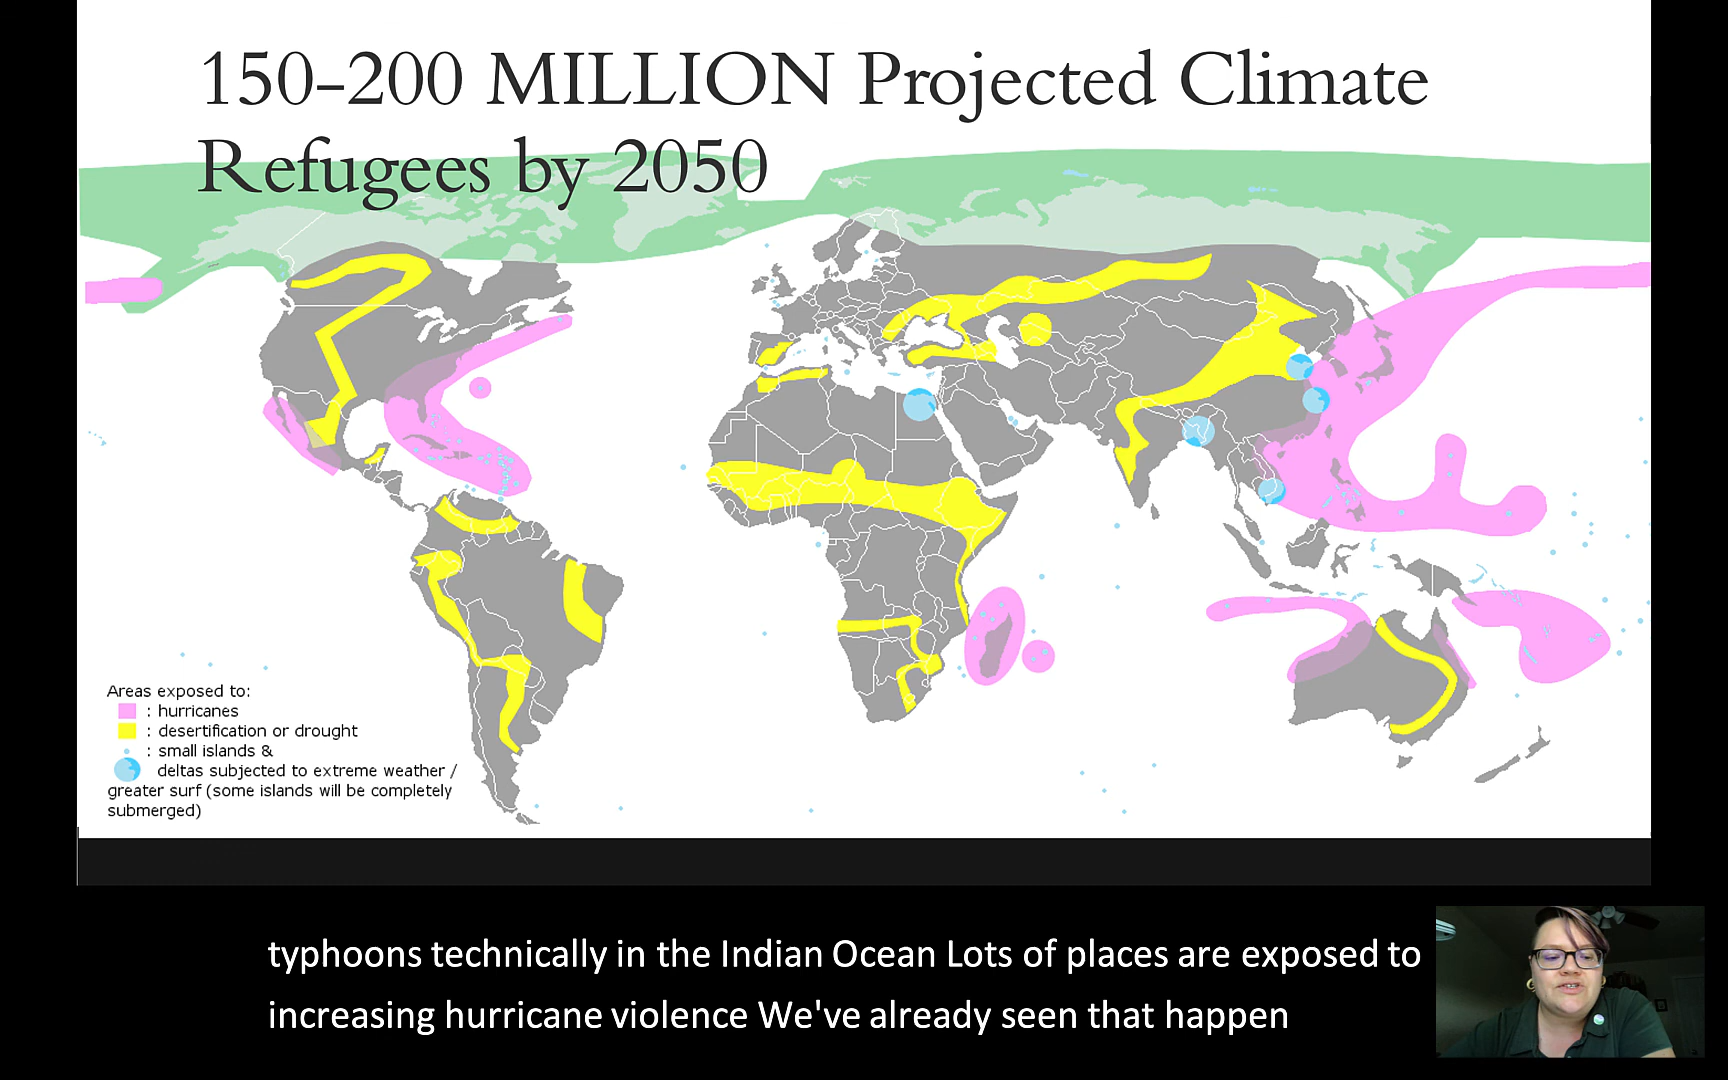 150-200 MILLION Projected Climate
Refugees by 2050
Areas exposed to:
: hurricanes
: desertification or drought
: small islands &
deltas subjected to extreme weather /
greater surf (some islands will be completely
submerged)
typhoons technically in the Indian Ocean Lots of places are exposed to
increasing hurricane violence We've already seen that happen